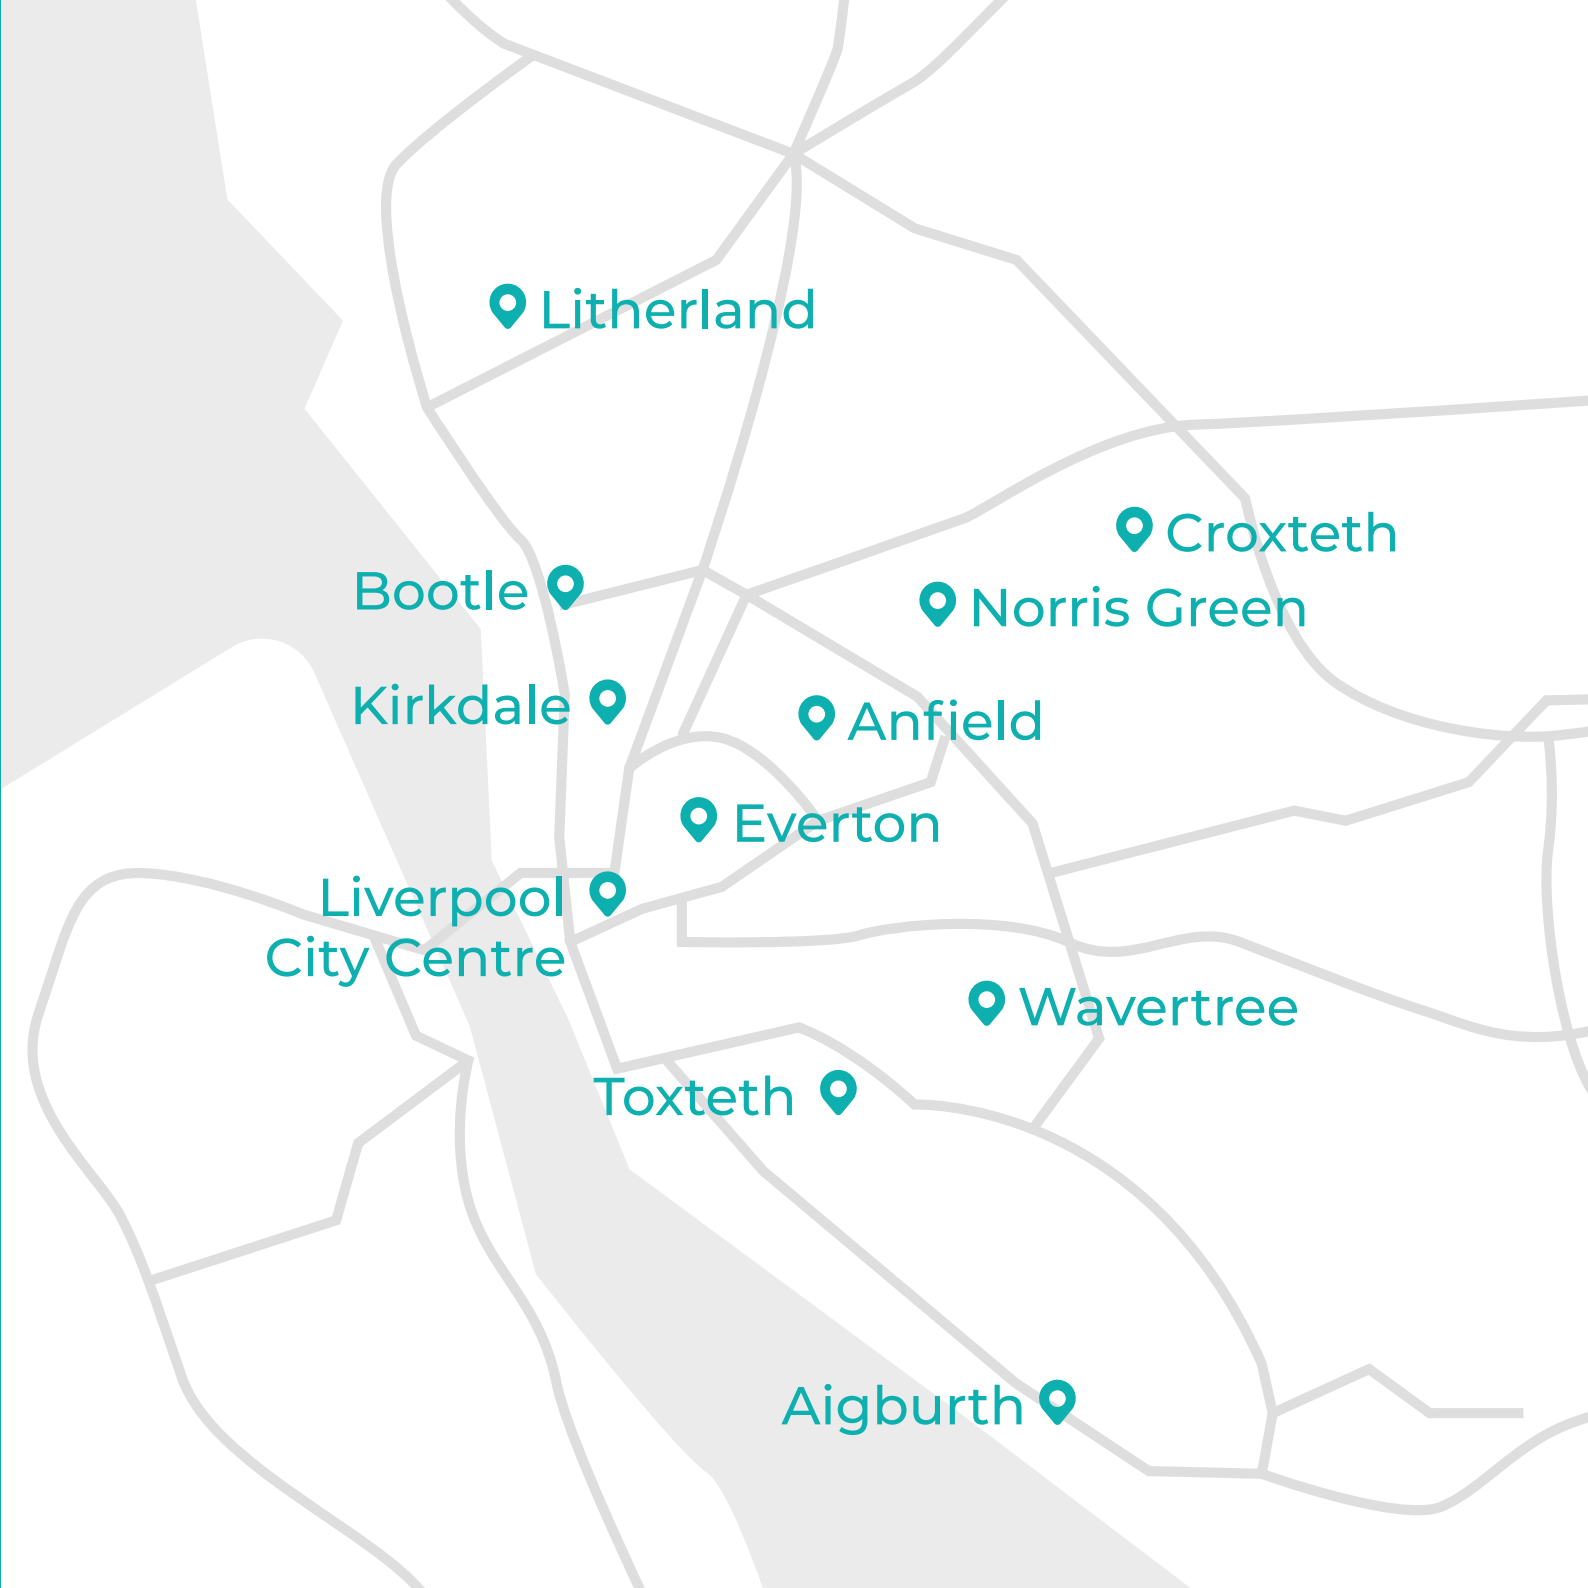 Litherland
Croxteth
Bootle
Norris Green
Kirkdale
Anfield
Everton
Liverpool
City Centre
Wavertree
Toxteth
Aigburth